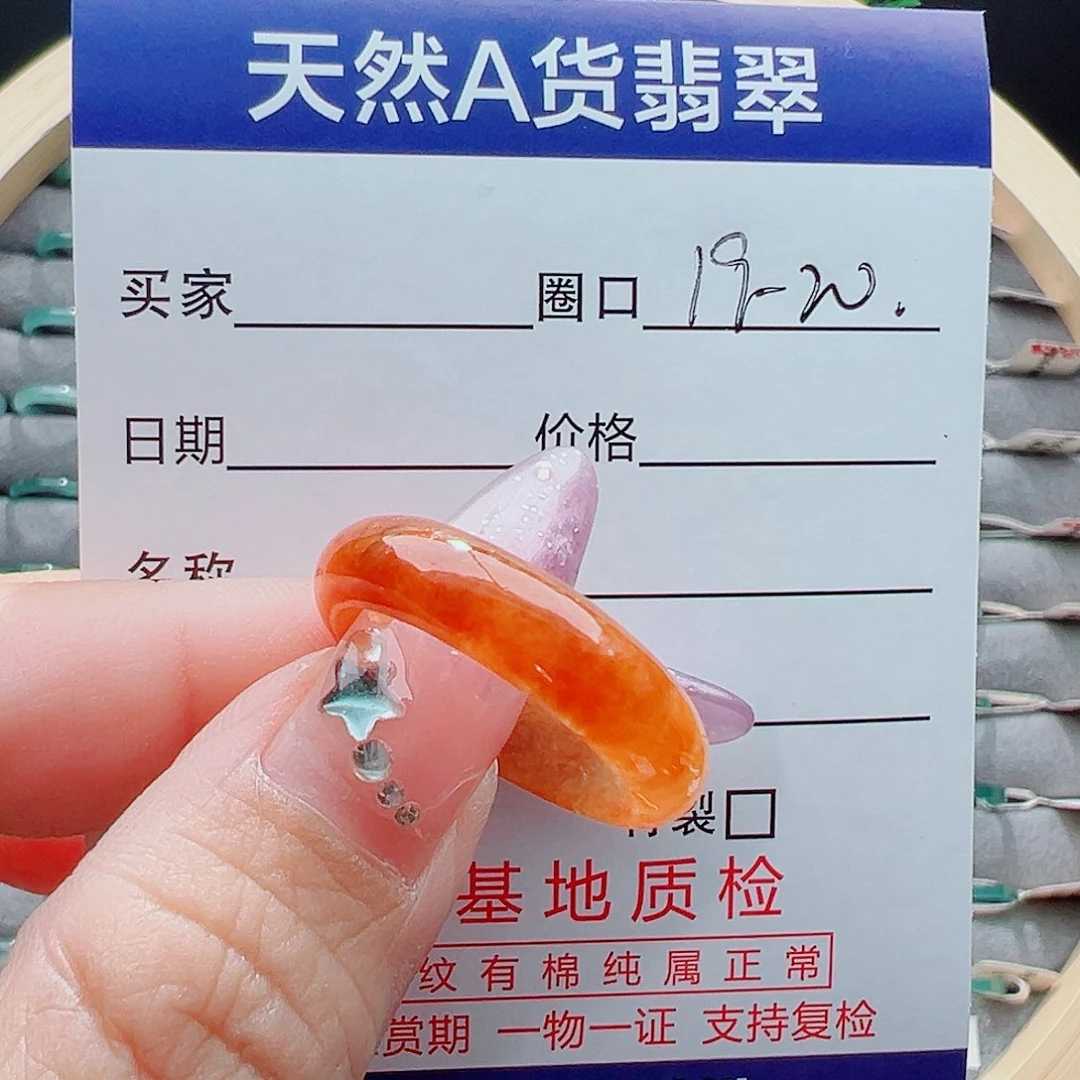 天然A货翡翠
买家 圈口 19-20.
日期 价格
名称
裂□
基地质检
纹有棉纯属正常
赏期 一物一证 支持复检